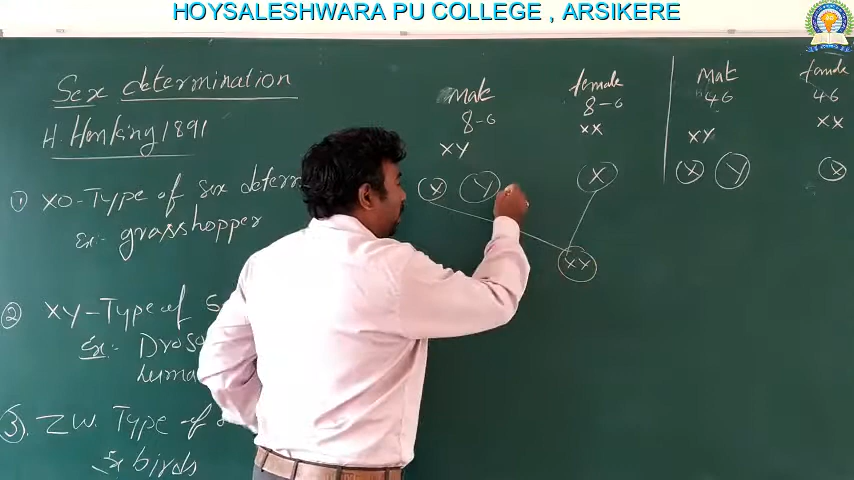 HOYSALESHWARA PU COLLEGE , ARSIKERE
Sex determination
H. Henking 1891
① XO-Type of sex determ
Ex:- grasshopper
② XY-Type of S
Ex:- Dros
huma
③. ZW. Type of
Ex birds
Male
8-6
XY
X Y
female
8-6
XX
X
XX
Male
46
XY
X Y
female
46
XX
X